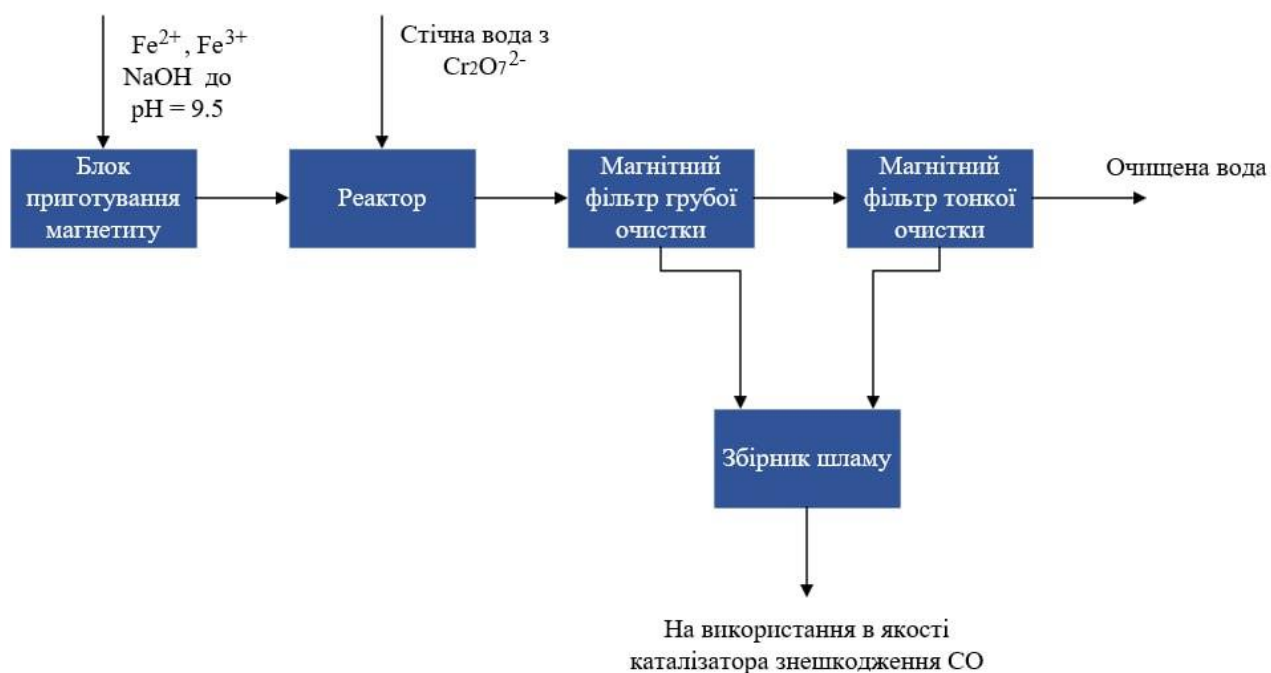 Fe2+ , Fe3+
NaOH до
pH = 9.5
Стічна вода з
Cr2O72-
Блок
приготування
магнетиту
Реактор
Магнітний
фільтр грубої
очистки
Магнітний
фільтр тонкої
очистки
Очищена вода
Збірник шламу
На використання в якості
каталізатора знешкодження СО